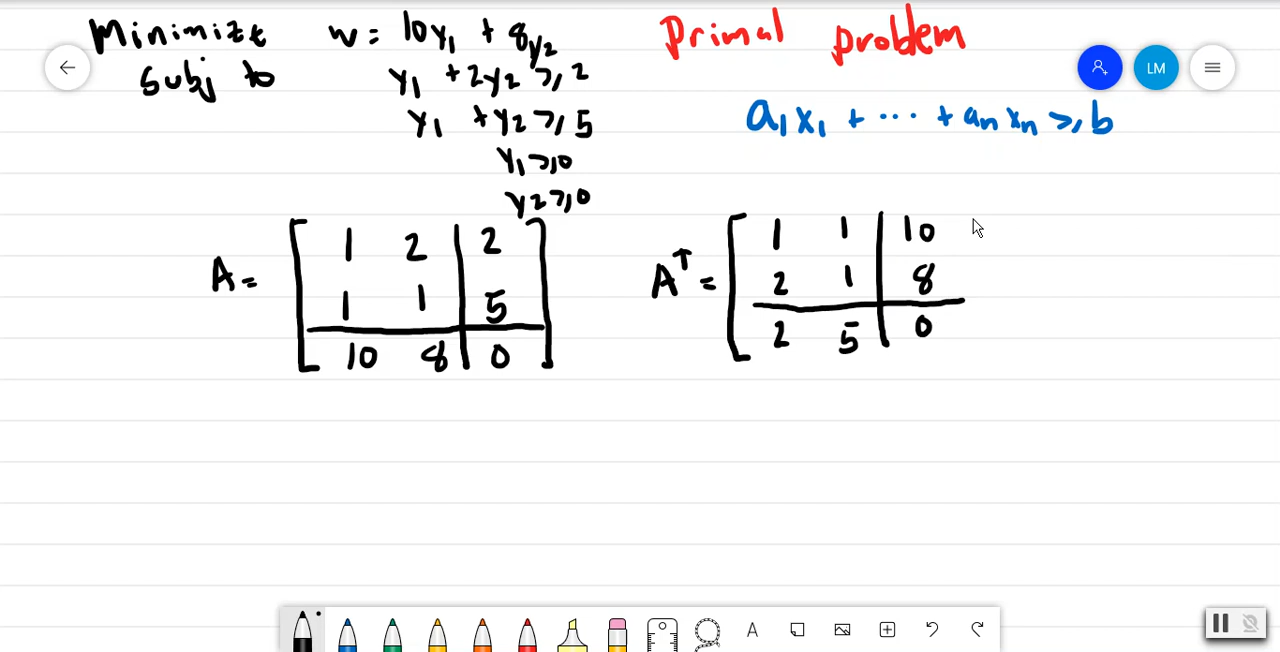 Minimize w = 10y₁ + 8y₂
Primal problem
Subj to y₁ + 2y₂ ≥ 2
y₁ + y₂ ≥ 5
y₁ ≥ 0
y₂ ≥ 0
LM
a₁x₁ + ··· + aₙxₙ ≥ b
A =
1 2 | 2
1 1 | 5
10 8 | 0
Aᵀ =
1 1 | 10
2 1 | 8
2 5 | 0
A